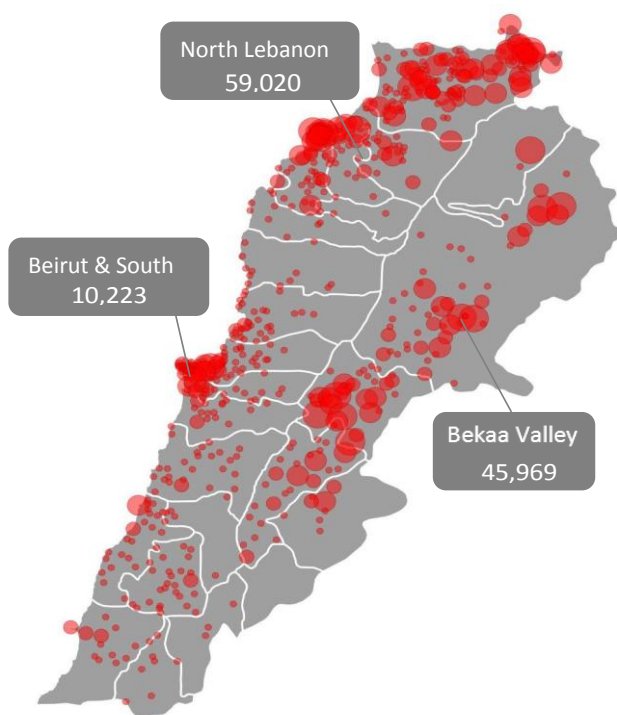 North Lebanon
59,020
Beirut & South
10,223
Bekaa Valley
45,969